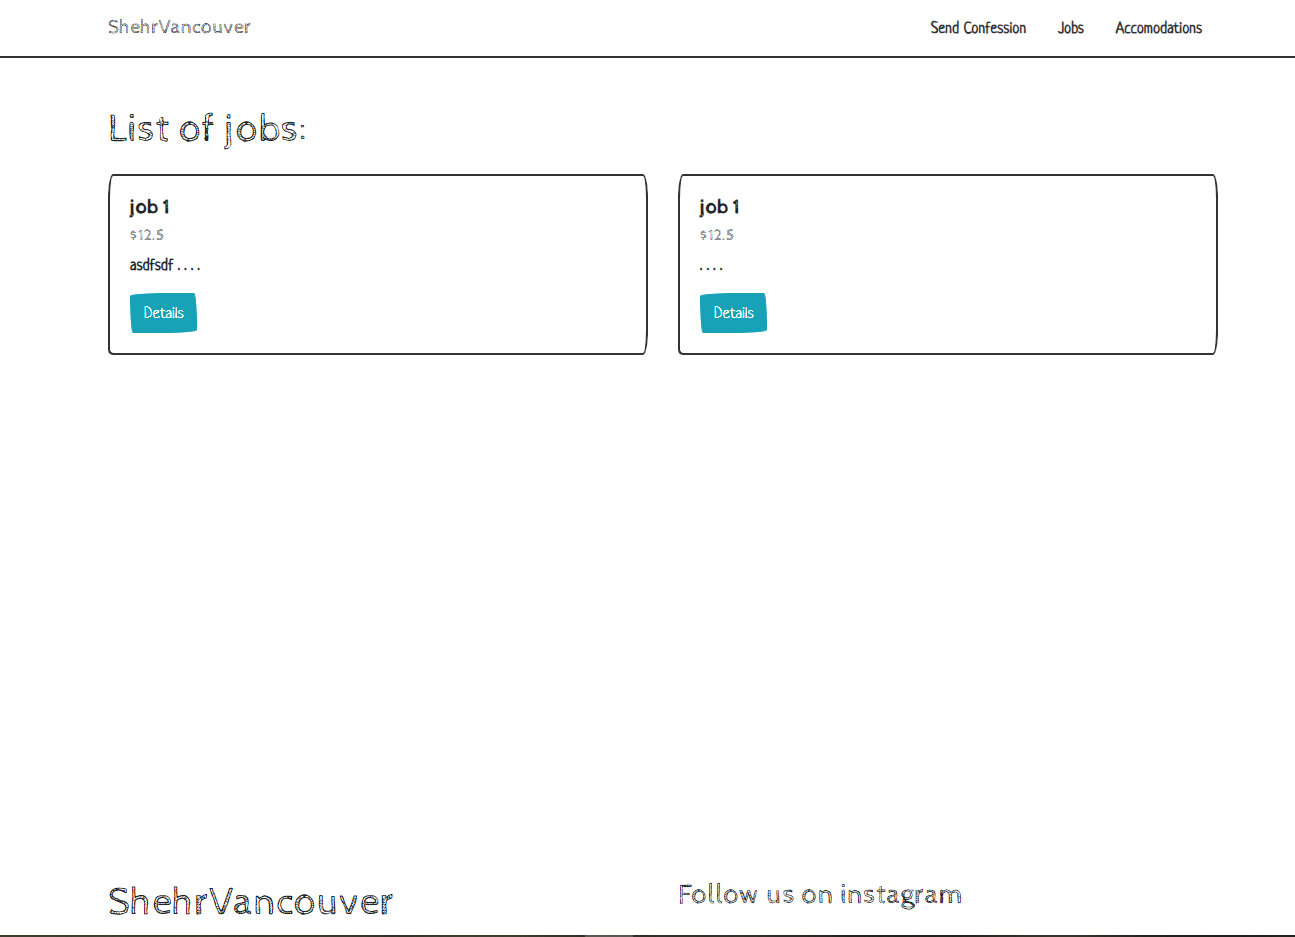 ShehrVancouver Send Confession Jobs Accomodations
List of jobs:
job 1
$12.5
asdfsdf . . . .
Details
job 1
$12.5
. . . .
Details
ShehrVancouver
Follow us on instagram